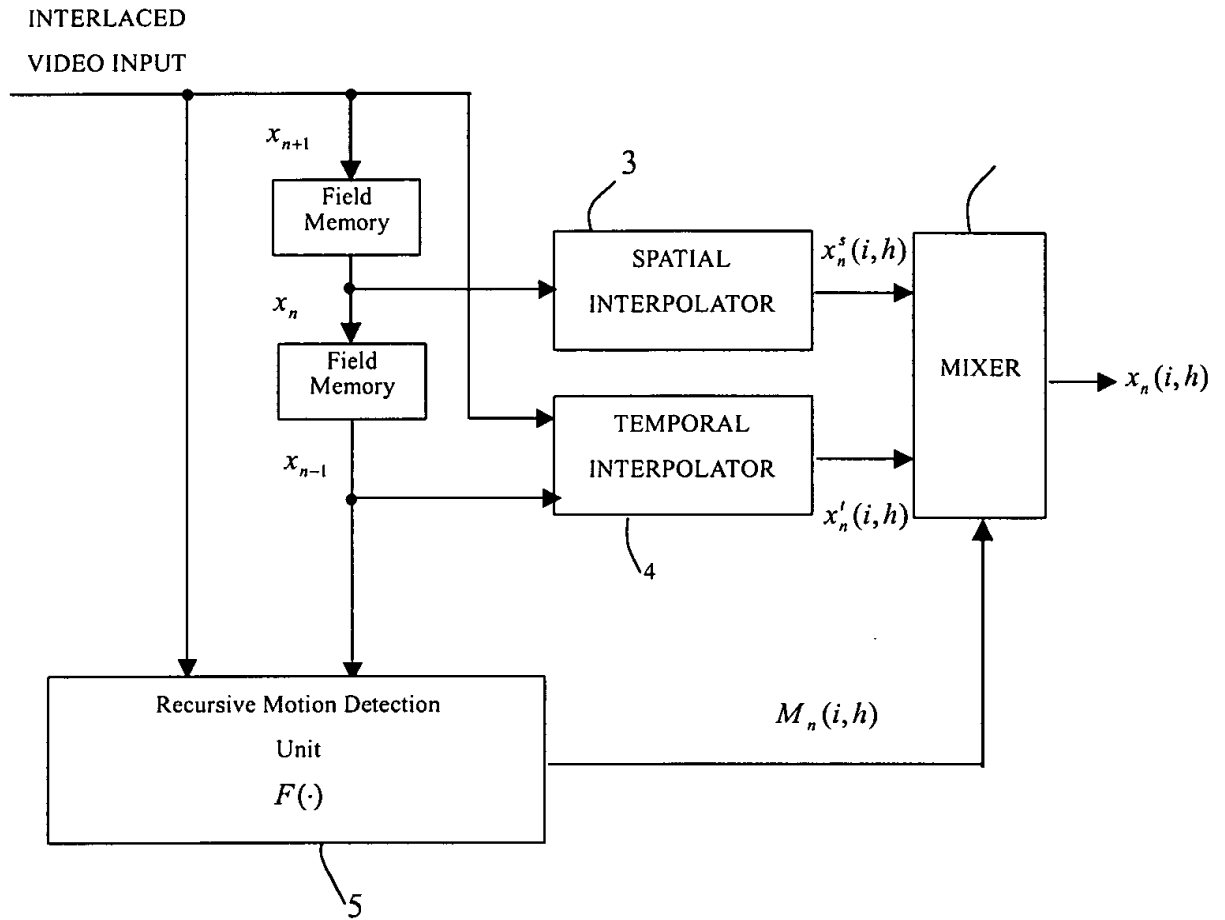 INTERLACED
VIDEO INPUT
x_{n+1}
3
Field
Memory
SPATIAL
INTERPOLATOR
x_n^s(i,h)
x_n
Field
Memory
MIXER
x_n(i,h)
TEMPORAL
INTERPOLATOR
x_{n-1}
x_n^t(i,h)
4
Recursive Motion Detection
Unit
F(·)
M_n(i,h)
5